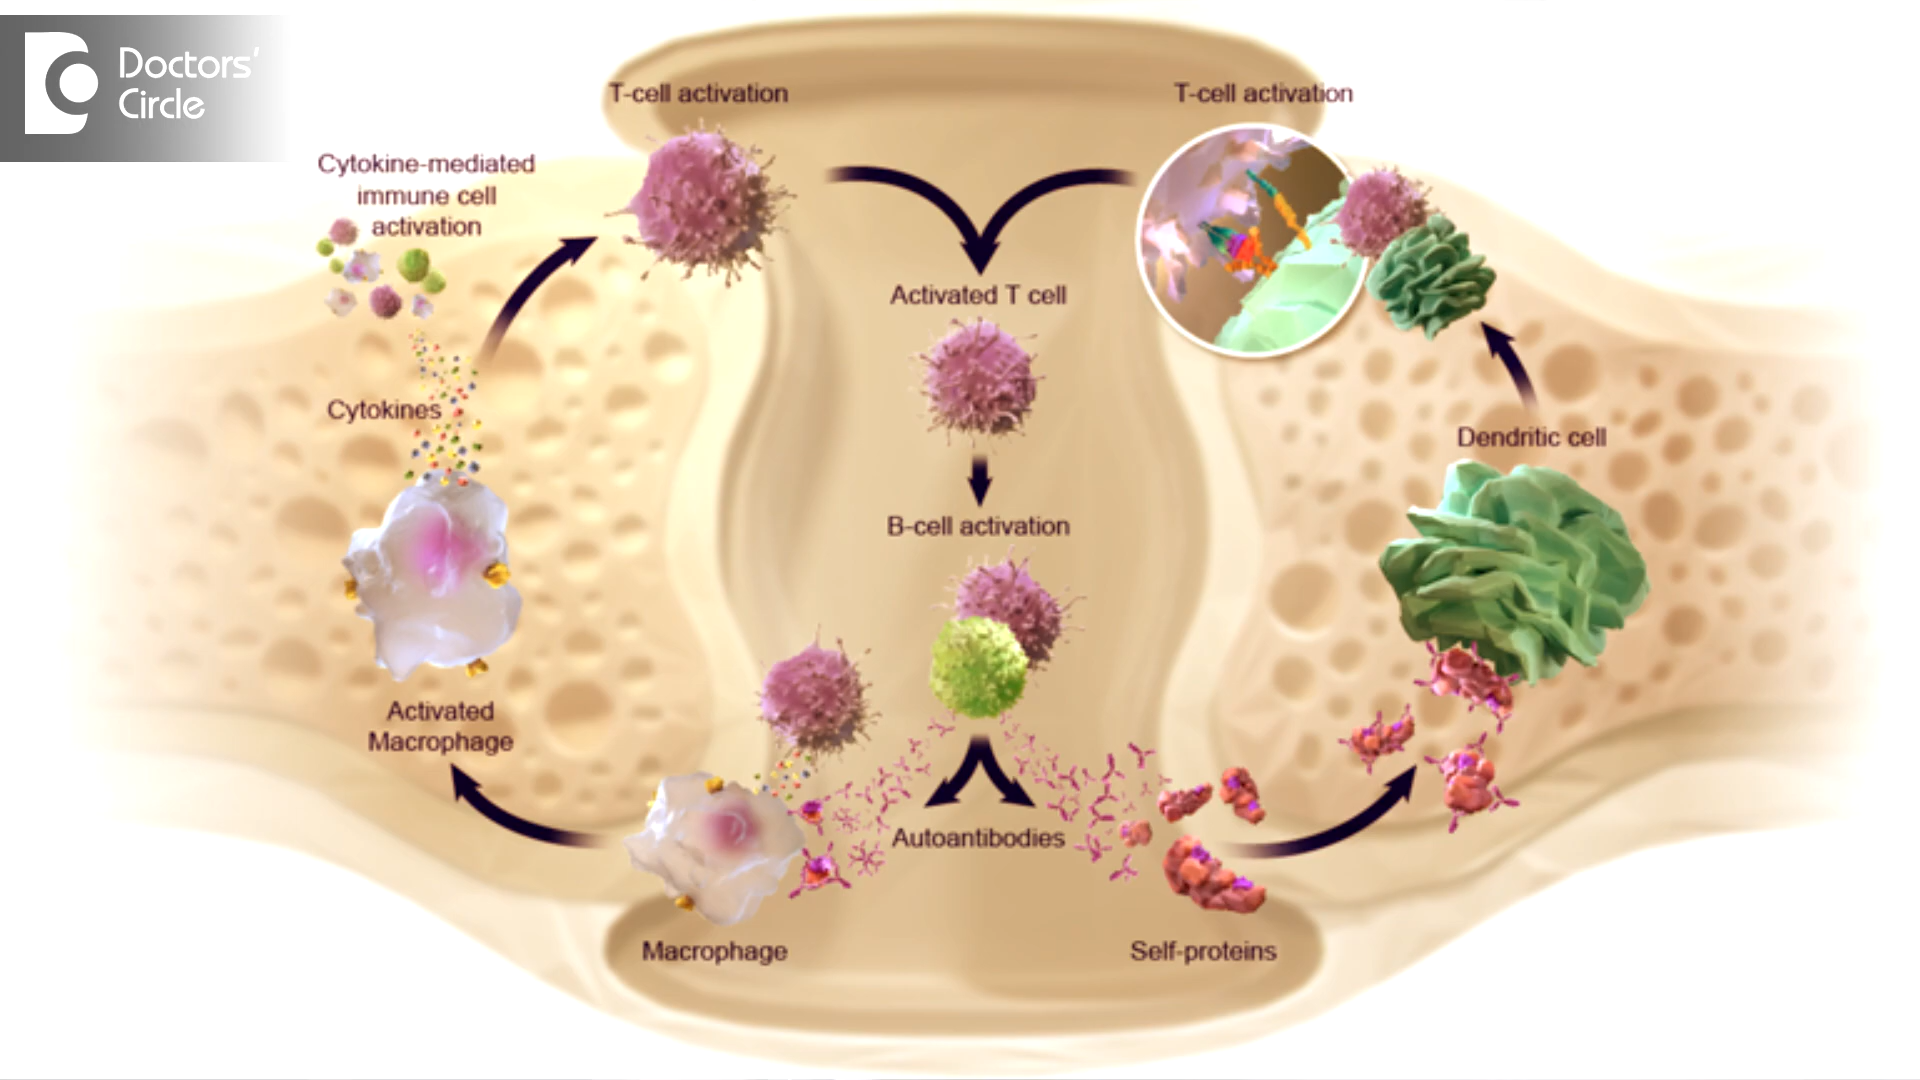 Doctors'
Circle
T-cell activation
T-cell activation
Cytokine-mediated
immune cell
activation
Activated T cell
Cytokines
Dendritic cell
B-cell activation
Activated
Macrophage
Autoantibodies
Macrophage
Self-proteins